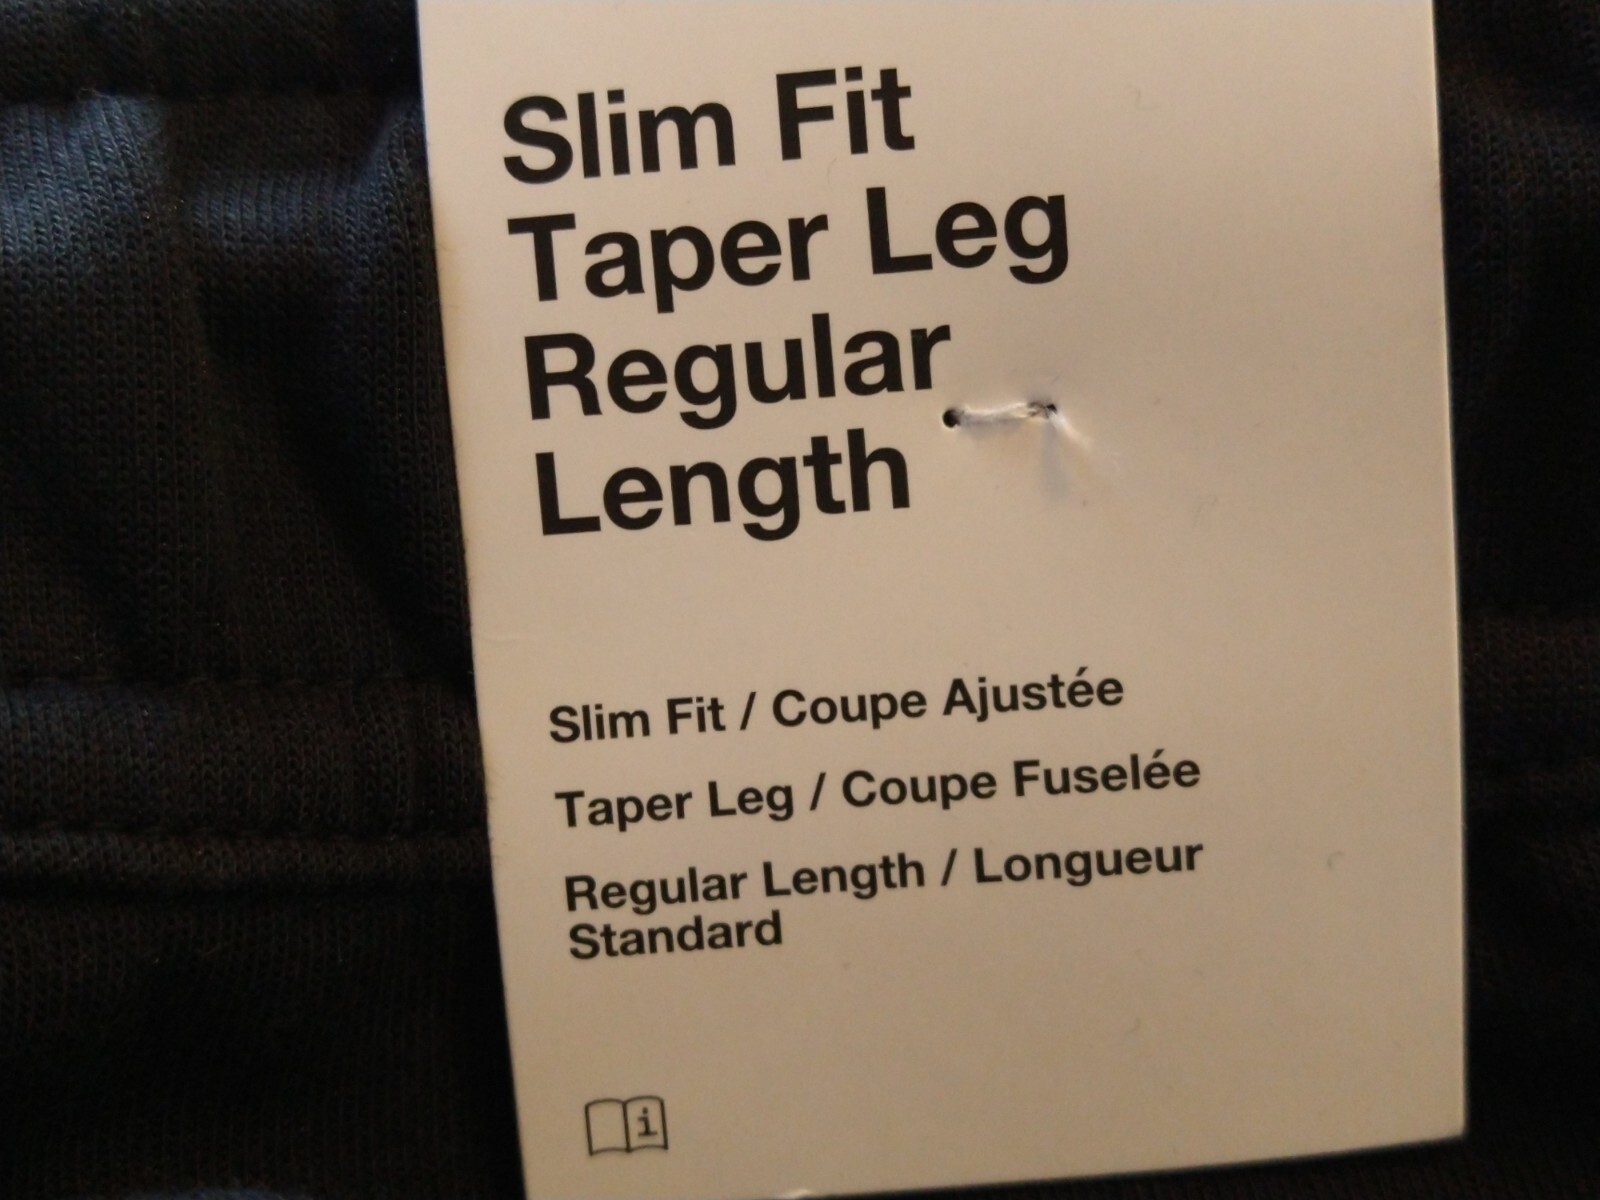 Slim Fit
Taper Leg
Regular
Length
Slim Fit / Coupe Ajustée
Taper Leg / Coupe Fuselée
Regular Length / Longueur
Standard
i